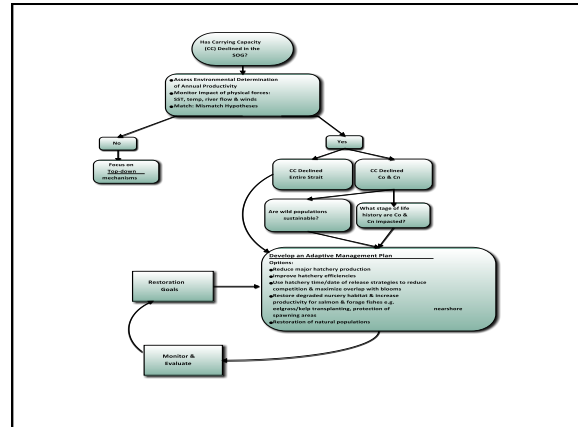 Has Carrying Capacity
(CC) Declined in the
SOG?
●Assess Environmental Determination
of Annual Productivity
●Monitor impact of physical forces:
SST, temp, river flow & winds
●Match: Mismatch Hypotheses
No
Yes
Focus on
Top-down
mechanisms
CC Declined
Entire Strait
CC Declined
Co & Cn
Are wild populations
sustainable?
What stage of life
history are Co &
Cn impacted?
Develop an Adaptive Management Plan
Options:
●Reduce major hatchery production
●Improve hatchery efficiencies
●Use hatchery time/date of release strategies to reduce
competition & maximize overlap with blooms
●Restore degraded nursery habitat & increase
productivity for salmon & forage fishes e.g.
eelgrass/kelp transplanting, protection of nearshore
spawning areas
●Restoration of natural populations
Restoration
Goals
Monitor &
Evaluate